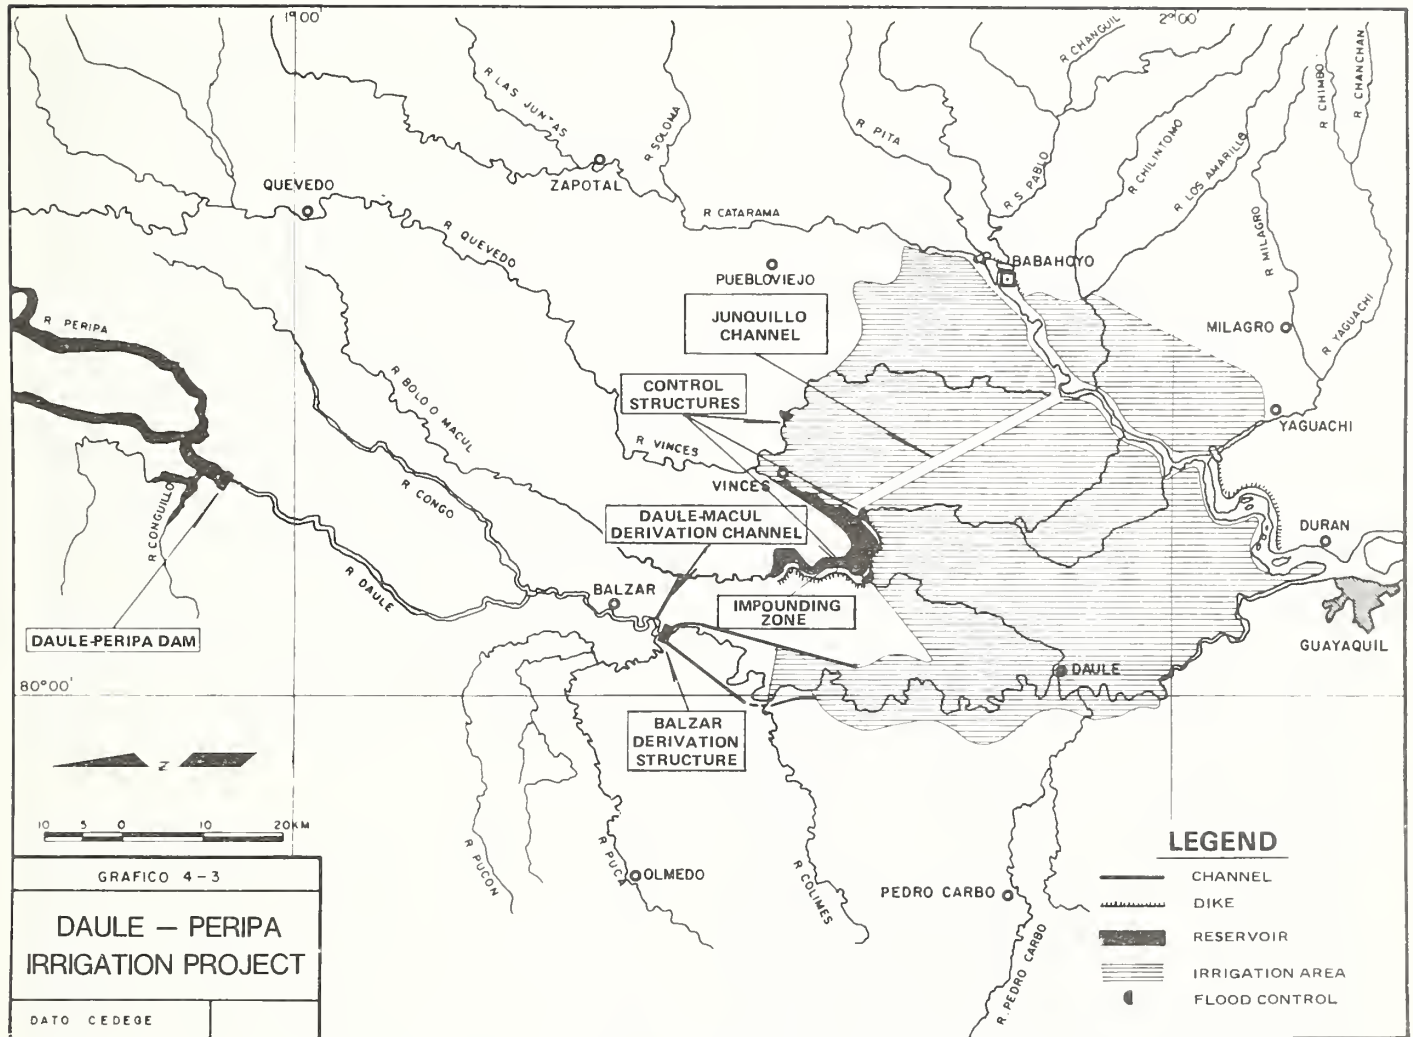 1°00'
2°00'
R CHANGUIL
R CHIMBO
R CHANCHAN
R LAS JUNTAS
R SOLOMA
R PITA
R. S. PABLO
R CHILINTOMO
R LOS AMARILLO
R MILAGRO
R YAGUACHI
ZAPOTAL
QUEVEDO
R QUEVEDO
R CATARAMA
PUEBLOVIEJO
BABAHOYO
MILAGRO
YAGUACHI
JUNQUILLO
CHANNEL
R PERIPA
R BOLO O MACUL
CONTROL
STRUCTURES
R VINCES
VINCES
R CONGO
R CONGUILLO
DAULE-MACUL
DERIVATION CHANNEL
DURAN
R DAULE
BALZAR
IMPOUNDING
ZONE
DAULE-PERIPA DAM
GUAYAQUIL
DAULE
80°00'
BALZAR
DERIVATION
STRUCTURE
Z
10 5 0 10 20KM
R PUCON
R PUCA
OLMEDO
R COLIMES
PEDRO CARBO
R. PEDRO CARBO
GRAFICO 4-3
DAULE — PERIPA
IRRIGATION PROJECT
DATO CEDEGE
LEGEND
CHANNEL
DIKE
RESERVOIR
IRRIGATION AREA
FLOOD CONTROL